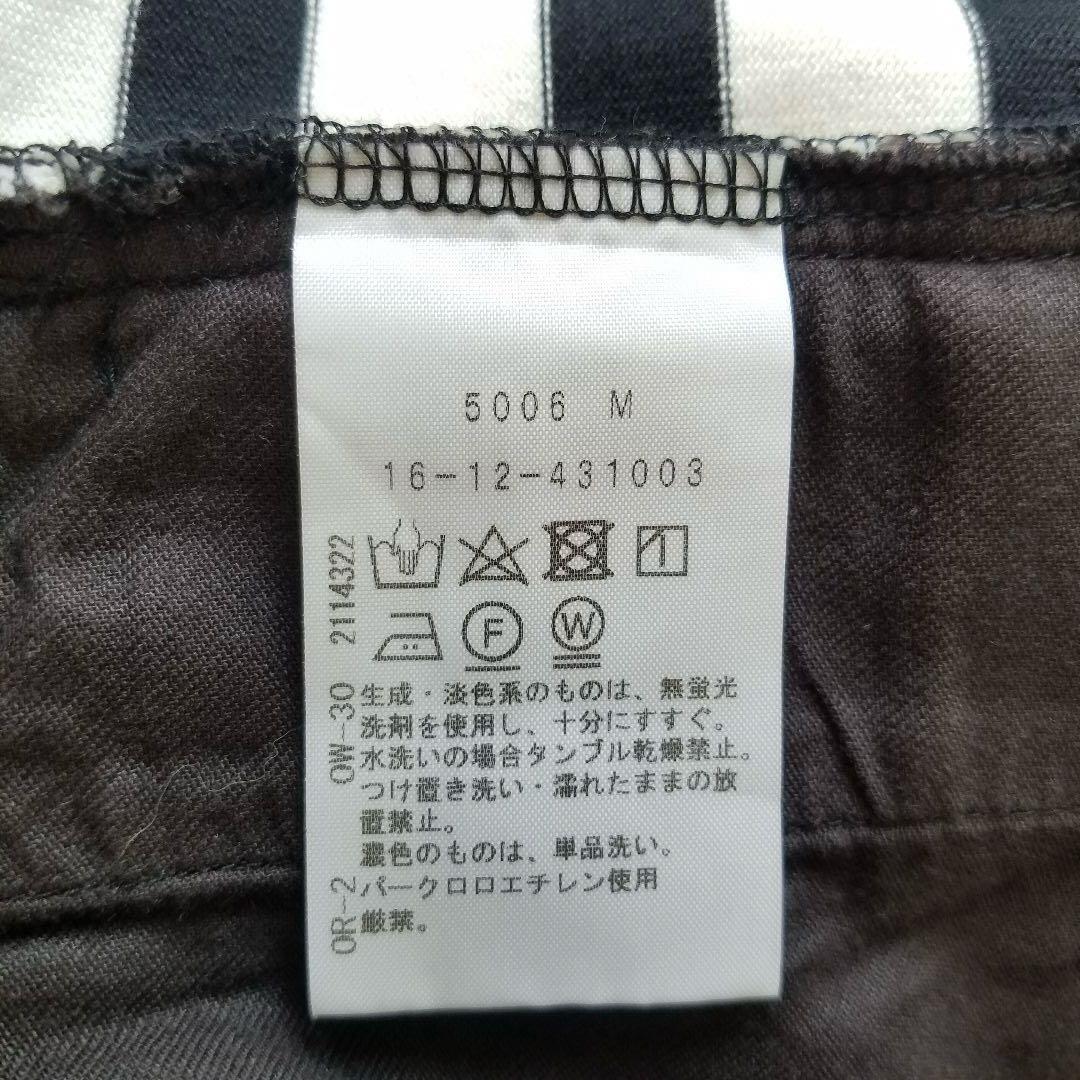 5006 M
16-12-431003
2114322
F
W
OW-30
OR-2
生成・淡色系のものは、無蛍光
洗剤を使用し、十分にすすぐ。
水洗いの場合タンブル乾燥禁止。
つけ置き洗い・濡れたままの放
置禁止。
濃色のものは、単品洗い。
パークロロエチレン使用
厳禁。